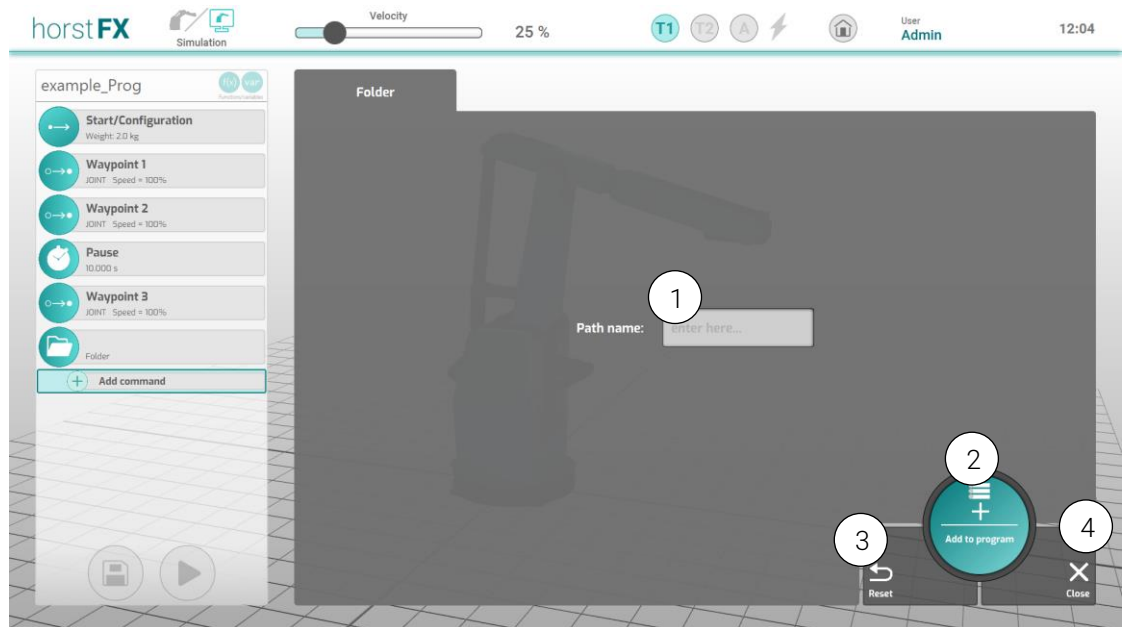 horstFX
Simulation
Velocity
25 %
T1
T2
A
User
Admin
12:04
example_Prog
f(x)
var
Function/variables
Start/Configuration
Weight: 2.0 kg
Waypoint 1
JOINT Speed = 100%
Waypoint 2
JOINT Speed = 100%
Pause
10.000 s
Waypoint 3
JOINT Speed = 100%
Folder
Add command
Folder
1
Path name:
enter here...
2
Add to program
3
Reset
4
Close